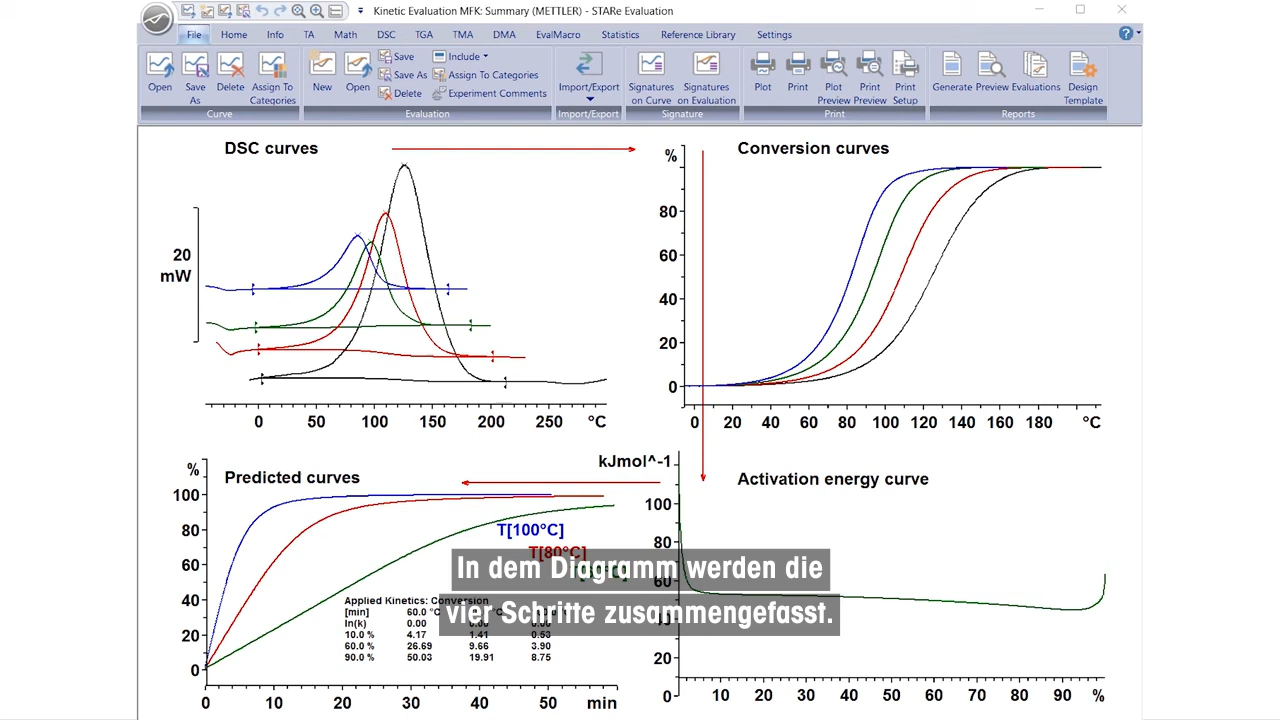 Kinetic Evaluation MFK: Summary (METTLER) - STARe Evaluation
File Home Info TA Math DSC TGA TMA DMA EvalMacro Statistics Reference Library Settings
Open Save As Delete Assign To Categories
Curve
New Open Save Save As Delete Include Assign To Categories Experiment Comments
Evaluation
Import/Export
Import/Export
Signatures on Curve Signatures on Evaluation
Signature
Plot Print Plot Preview Print Preview Print Setup
Print
Generate Preview Evaluations Design Template
Reports
DSC curves
20
mW
0 50 100 150 200 250 °C
Conversion curves
%
80
60
40
20
0
0 20 40 60 80 100 120 140 160 180 °C
Predicted curves
%
100
80
60
40
20
0
T[100°C]
T[80°C]
Applied Kinetics: Conversion
[min] 60.0 °C
ln(k) 0.00 0.00 0.00
10.0 % 4.17 1.41 0.53
60.0 % 26.69 9.66 3.90
90.0 % 50.03 19.91 8.75
0 10 20 30 40 50 min
kJmol^-1
Activation energy curve
100
80
60
20
0
10 20 30 40 50 60 70 80 90 %
In dem Diagramm werden die
vier Schritte zusammengefasst.